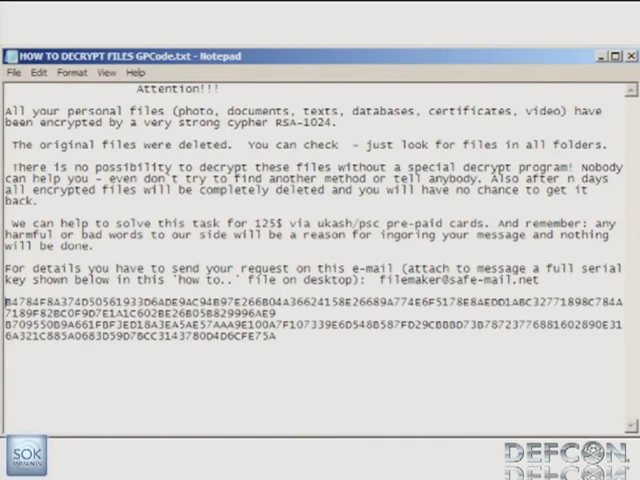 HOW TO DECRYPT FILES GPCode.txt - Notepad
File Edit Format View Help
Attention!!!
All your personal files (photo, documents, texts, databases, certificates, video) have
been encrypted by a very strong cypher RSA-1024.
The original files were deleted. You can check - just look for files in all folders.
There is no possibility to decrypt these files without a special decrypt program! Nobody
can help you - even don't try to find another method or tell anybody. Also after n days
all encrypted files will be completely deleted and you will have no chance to get it
back.
we can help to solve this task for 125$ via ukash/psc pre-paid cards. And remember: any
harmful or bad words to our side will be a reason for ingoring your message and nothing
will be done.
For details you have to send your request on this e-mail (attach to message a full serial
key shown below in this 'how to..' file on desktop): filemaker@safe-mail.net
B4784F8A374D50561933D6ADE9AC94B97E266B04A36624158E26689A774E6F5178E8AEDD1ABC32771898C784A
7189F82BC0F9D7E1A1C602BE26B05B829996AE9
B709550B9A661FBF3ED18A3EA5AE57AAA9E100A7F107339E6D548B587FD29CBBBD73B78723776881602890E31
6A321C885A0683D59D7BCC3143780D4D6CFE75A
SOK
PRESENTS
DEFCON